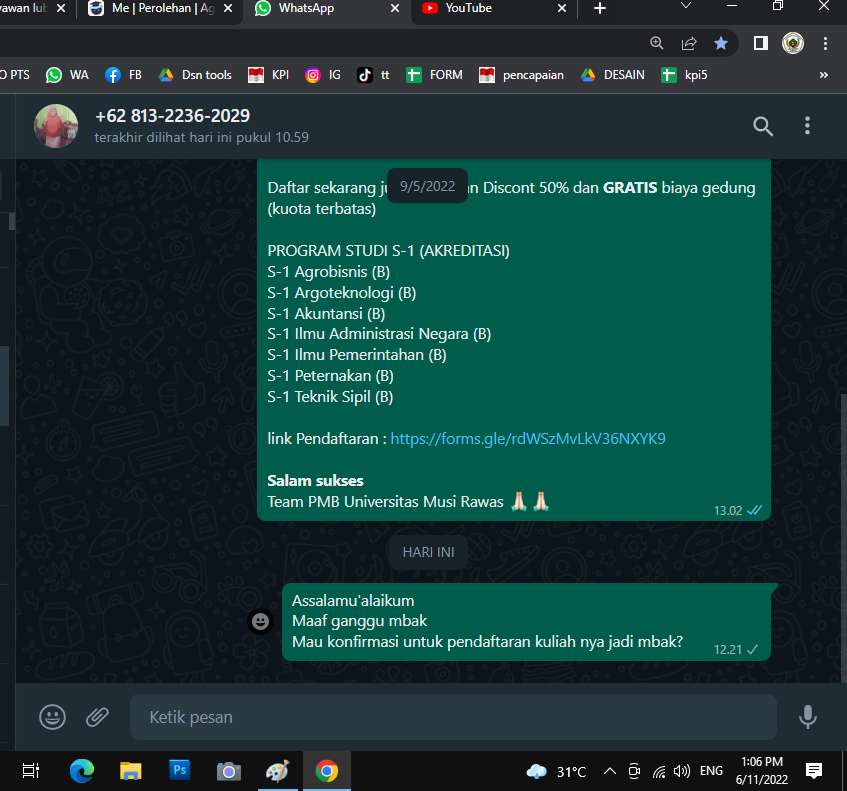 yawan lub
Me | Perolehan | Ag
WhatsApp
YouTube
O PTS
WA
FB
Dsn tools
KPI
IG
tt
FORM
pencapaian
DESAIN
kpi5
»
+62 813-2236-2029
terakhir dilihat hari ini pukul 10.59
9/5/2022
Daftar sekarang ju n Discont 50% dan GRATIS biaya gedung
(kuota terbatas)
PROGRAM STUDI S-1 (AKREDITASI)
S-1 Agrobisnis (B)
S-1 Argoteknologi (B)
S-1 Akuntansi (B)
S-1 Ilmu Administrasi Negara (B)
S-1 Ilmu Pemerintahan (B)
S-1 Peternakan (B)
S-1 Teknik Sipil (B)
link Pendaftaran : https://forms.gle/rdWSzMvLkV36NXYK9
Salam sukses
Team PMB Universitas Musi Rawas 🙏🏻 🙏🏻
13.02
HARI INI
Assalamu'alaikum
Maaf ganggu mbak
Mau konfirmasi untuk pendaftaran kuliah nya jadi mbak?
12.21
Ketik pesan
Ps
31°C
ENG
1:06 PM
6/11/2022